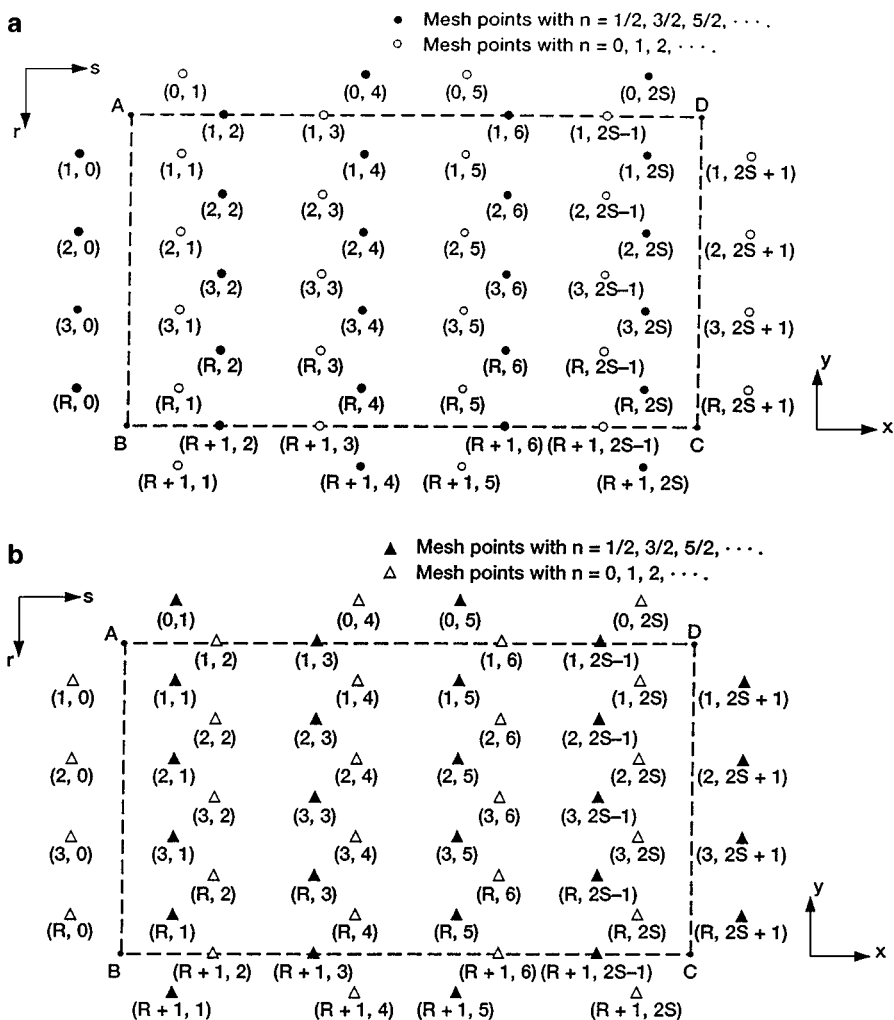 a
● Mesh points with n = 1/2, 3/2, 5/2, · · · ·
○ Mesh points with n = 0, 1, 2, · · · ·
s
(0, 1) (0, 4) (0, 5) (0, 2S)
A D
r
(1, 2) (1, 3) (1, 6) (1, 2S–1)
(1, 0) (1, 1) (1, 4) (1, 5) (1, 2S) (1, 2S + 1)
(2, 2) (2, 3) (2, 6) (2, 2S–1)
(2, 0) (2, 1) (2, 4) (2, 5) (2, 2S) (2, 2S + 1)
(3, 2) (3, 3) (3, 6) (3, 2S–1)
(3, 0) (3, 1) (3, 4) (3, 5) (3, 2S) (3, 2S + 1)
(R, 2) (R, 3) (R, 6) (R, 2S–1)
y
(R, 0) (R, 1) (R, 4) (R, 5) (R, 2S) (R, 2S + 1)
x
B (R + 1, 2) (R + 1, 3) (R + 1, 6) (R + 1, 2S–1) C
(R + 1, 1) (R + 1, 4) (R + 1, 5) (R + 1, 2S)
b
▲ Mesh points with n = 1/2, 3/2, 5/2, · · · ·
△ Mesh points with n = 0, 1, 2, · · · ·
s
(0,1) (0, 4) (0, 5) (0, 2S)
A D
r
(1, 2) (1, 3) (1, 6) (1, 2S–1)
(1, 0) (1, 1) (1, 4) (1, 5) (1, 2S) (1, 2S + 1)
(2, 2) (2, 3) (2, 6) (2, 2S–1)
(2, 0) (2, 1) (2, 4) (2, 5) (2, 2S) (2, 2S + 1)
(3, 2) (3, 3) (3, 6) (3, 2S–1)
(3, 0) (3, 1) (3, 4) (3, 5) (3, 2S) (3, 2S + 1)
(R, 2) (R, 3) (R, 6) (R, 2S–1)
y
(R, 0) (R, 1) (R, 4) (R, 5) (R, 2S) (R, 2S + 1)
x
B (R + 1, 2) (R + 1, 3) (R + 1, 6) (R + 1, 2S–1) C
(R + 1, 1) (R + 1, 4) (R + 1, 5) (R + 1, 2S)